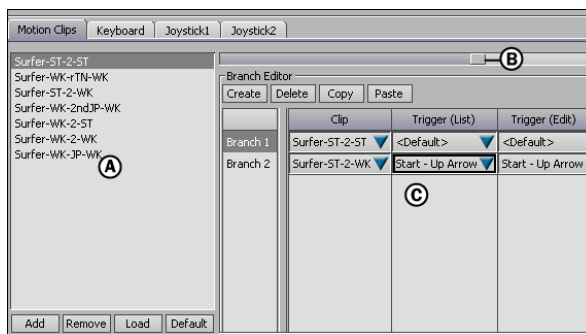 Motion Clips Keyboard Joystick1 Joystick2
Surfer-ST-2-ST
Surfer-WK-rTN-WK
Surfer-ST-2-WK
Surfer-WK-2ndJP-WK
Surfer-WK-2-ST
Surfer-WK-2-WK
Surfer-WK-JP-WK
A
Add Remove Load Default
B
Branch Editor
Create Delete Copy Paste
Clip Trigger (List) Trigger (Edit)
Branch 1 Surfer-ST-2-ST <Default> <Default>
Branch 2 Surfer-ST-2-WK Start - Up Arrow Start - Up Arrow
C